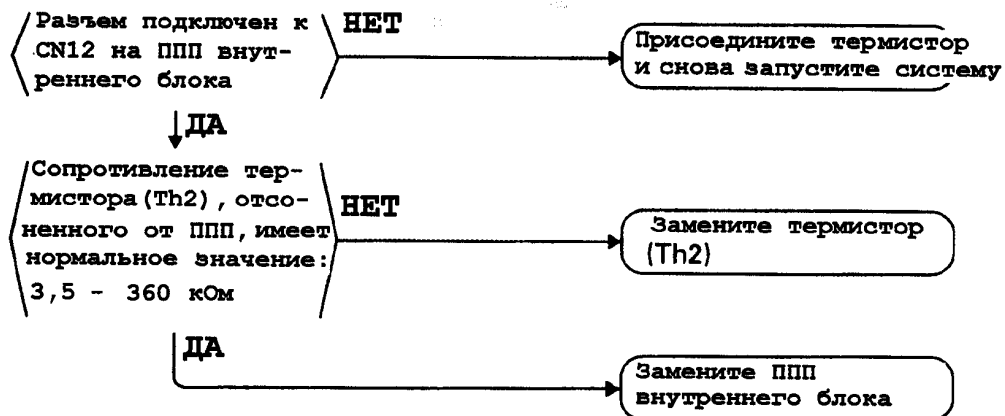 Разъем подключен к
CN12 на ППП внут-
реннего блока
НЕТ
Присоедините термистор
и снова запустите систему
ДА
Сопротивление тер-
мистора(Th2), отсо-
ненного от ППП, имеет
нормальное значение:
3,5 - 360 кОм
НЕТ
Замените термистор
(Th2)
ДА
Замените ППП
внутреннего блока